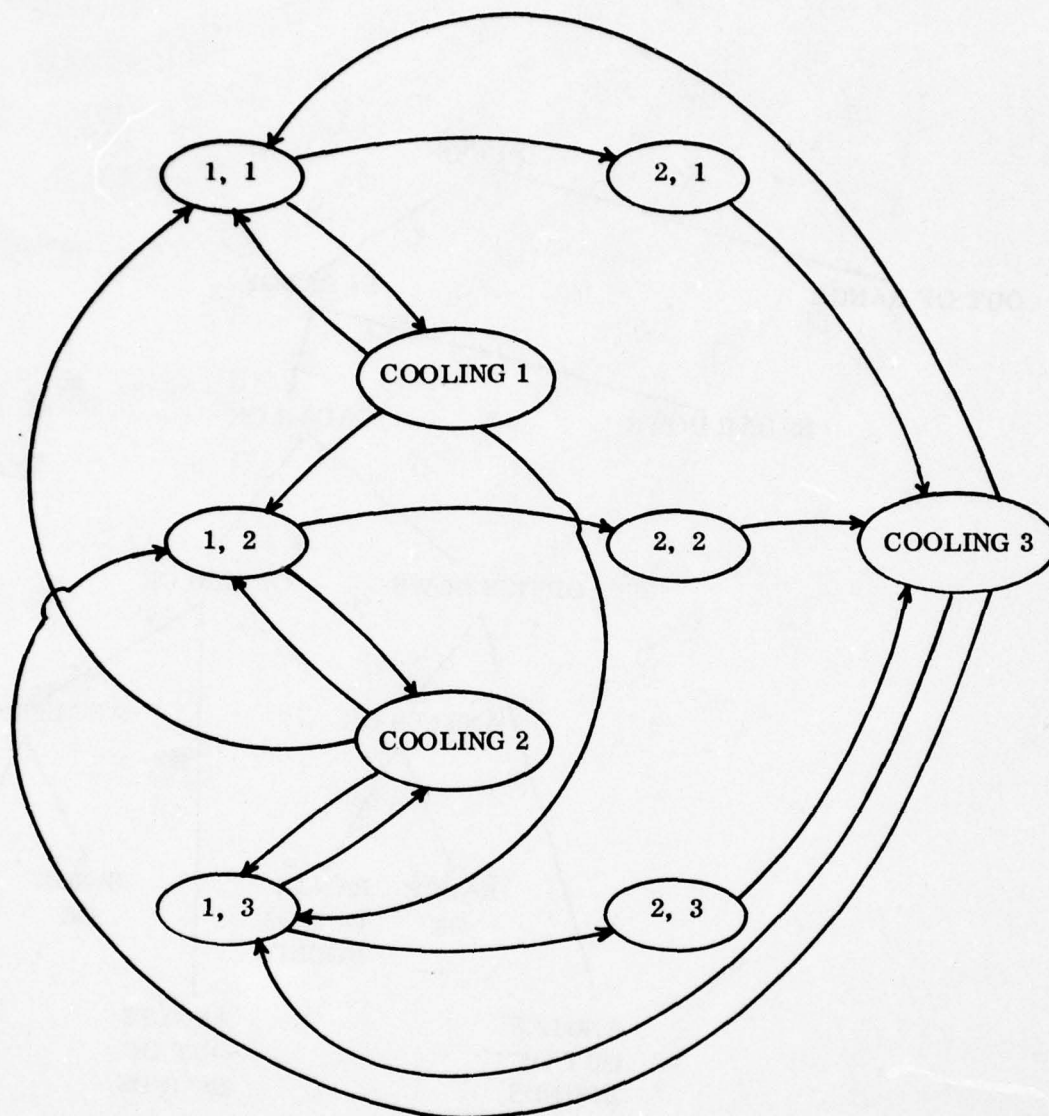 1, 1
2, 1
COOLING 1
1, 2
2, 2
COOLING 3
COOLING 2
1, 3
2, 3